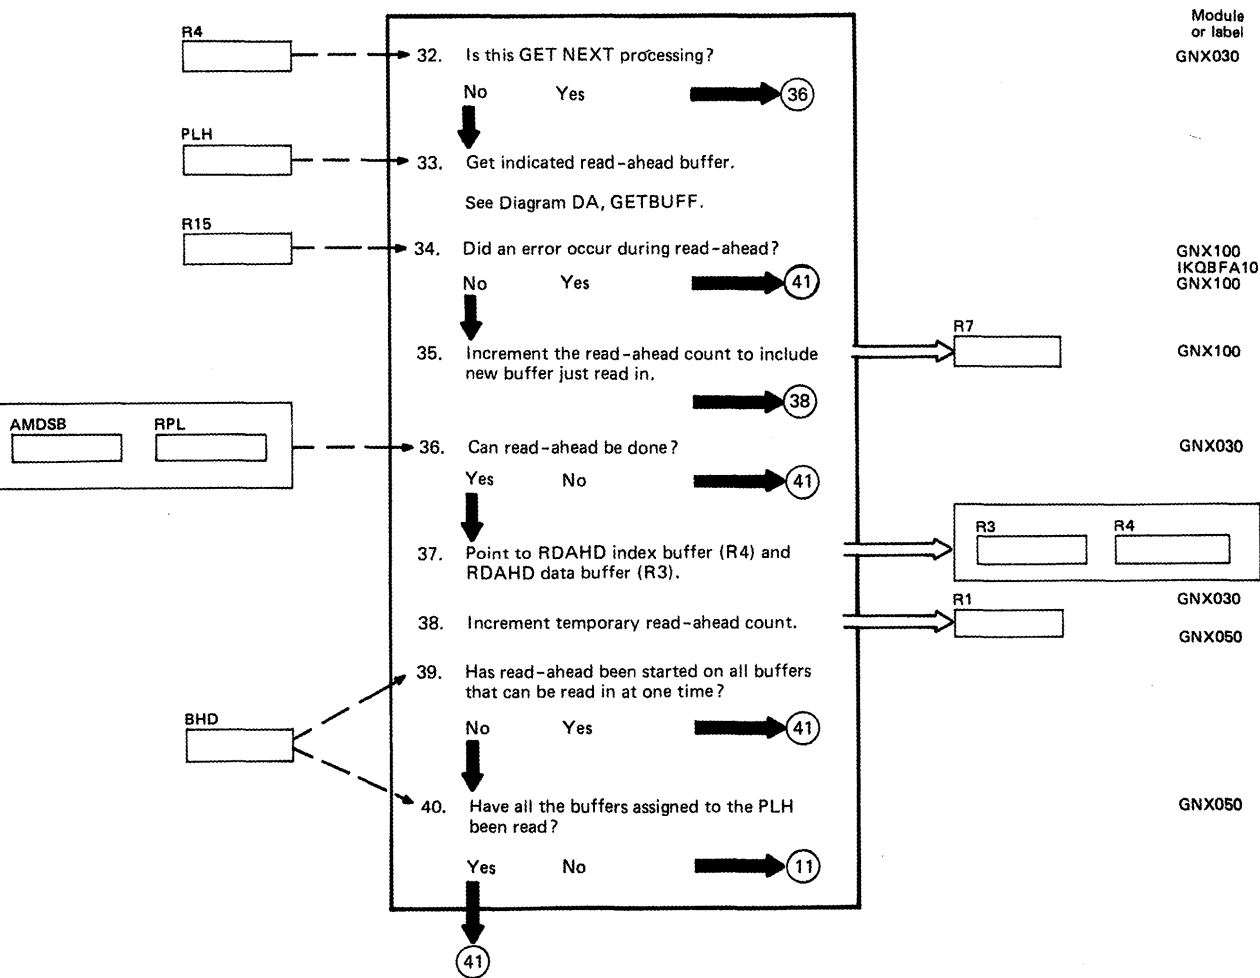 Module
or label
R4
32. Is this GET NEXT processing?
GNX030
No Yes 36
PLH
33. Get indicated read-ahead buffer.
See Diagram DA, GETBUFF.
R15
34. Did an error occur during read-ahead?
GNX100
IKQBFA10
No Yes 41
GNX100
R7
35. Increment the read-ahead count to include
new buffer just read in.
GNX100
38
AMDSB RPL
36. Can read-ahead be done?
GNX030
Yes No 41
R3 R4
37. Point to RDAHD index buffer (R4) and
RDAHD data buffer (R3).
GNX030
R1
38. Increment temporary read-ahead count.
GNX050
39. Has read-ahead been started on all buffers
that can be read in at one time?
BHD
No Yes 41
40. Have all the buffers assigned to the PLH
been read?
GNX050
Yes No 11
41